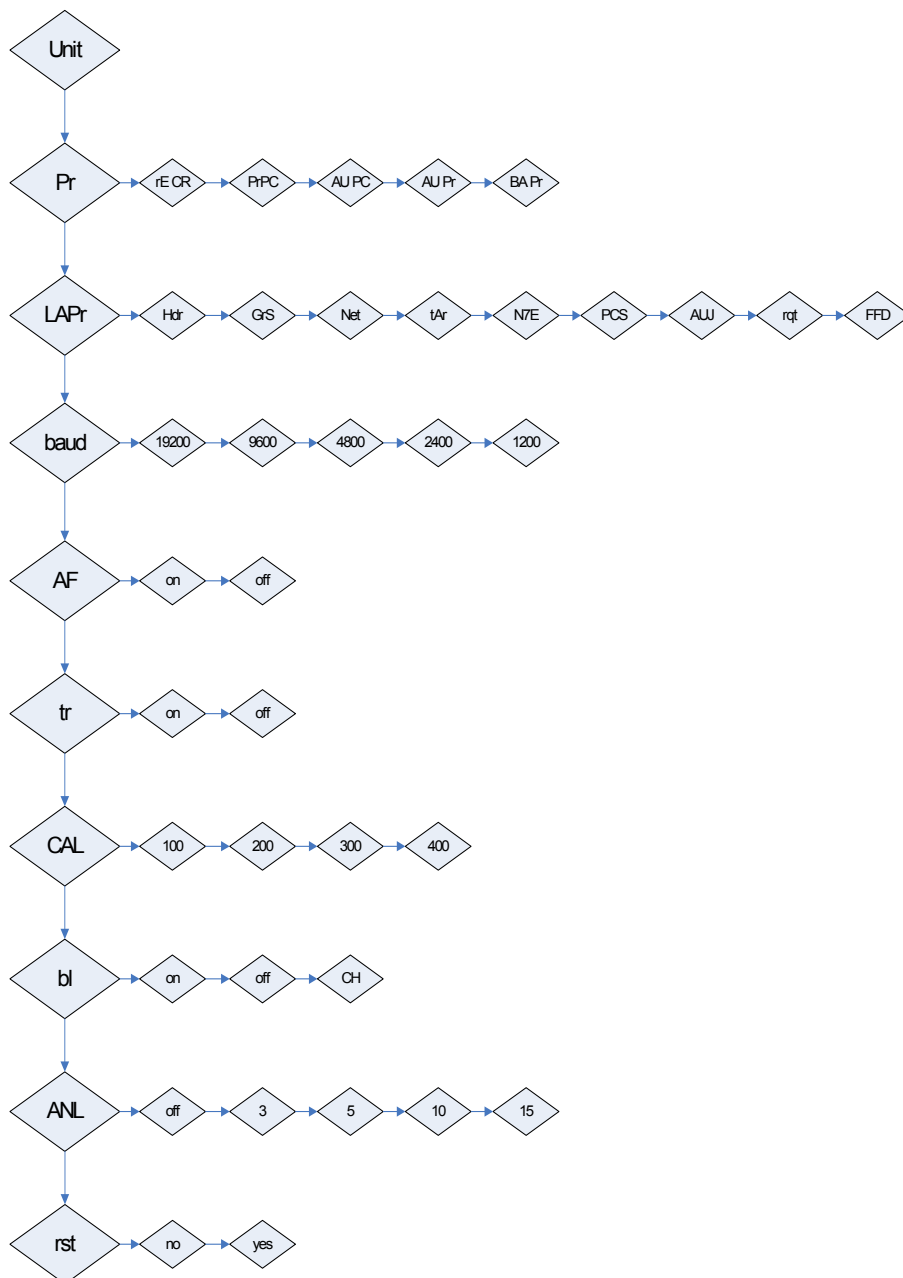 Unit
Pr rE CR PrPC AU PC AU Pr BA Pr
LAPr Hdr GrS Net tAr N7E PCS AUJ rqt FFD
baud 19200 9600 4800 2400 1200
AF on off
tr on off
CAL 100 200 300 400
bl on off CH
ANL off 3 5 10 15
rst no yes